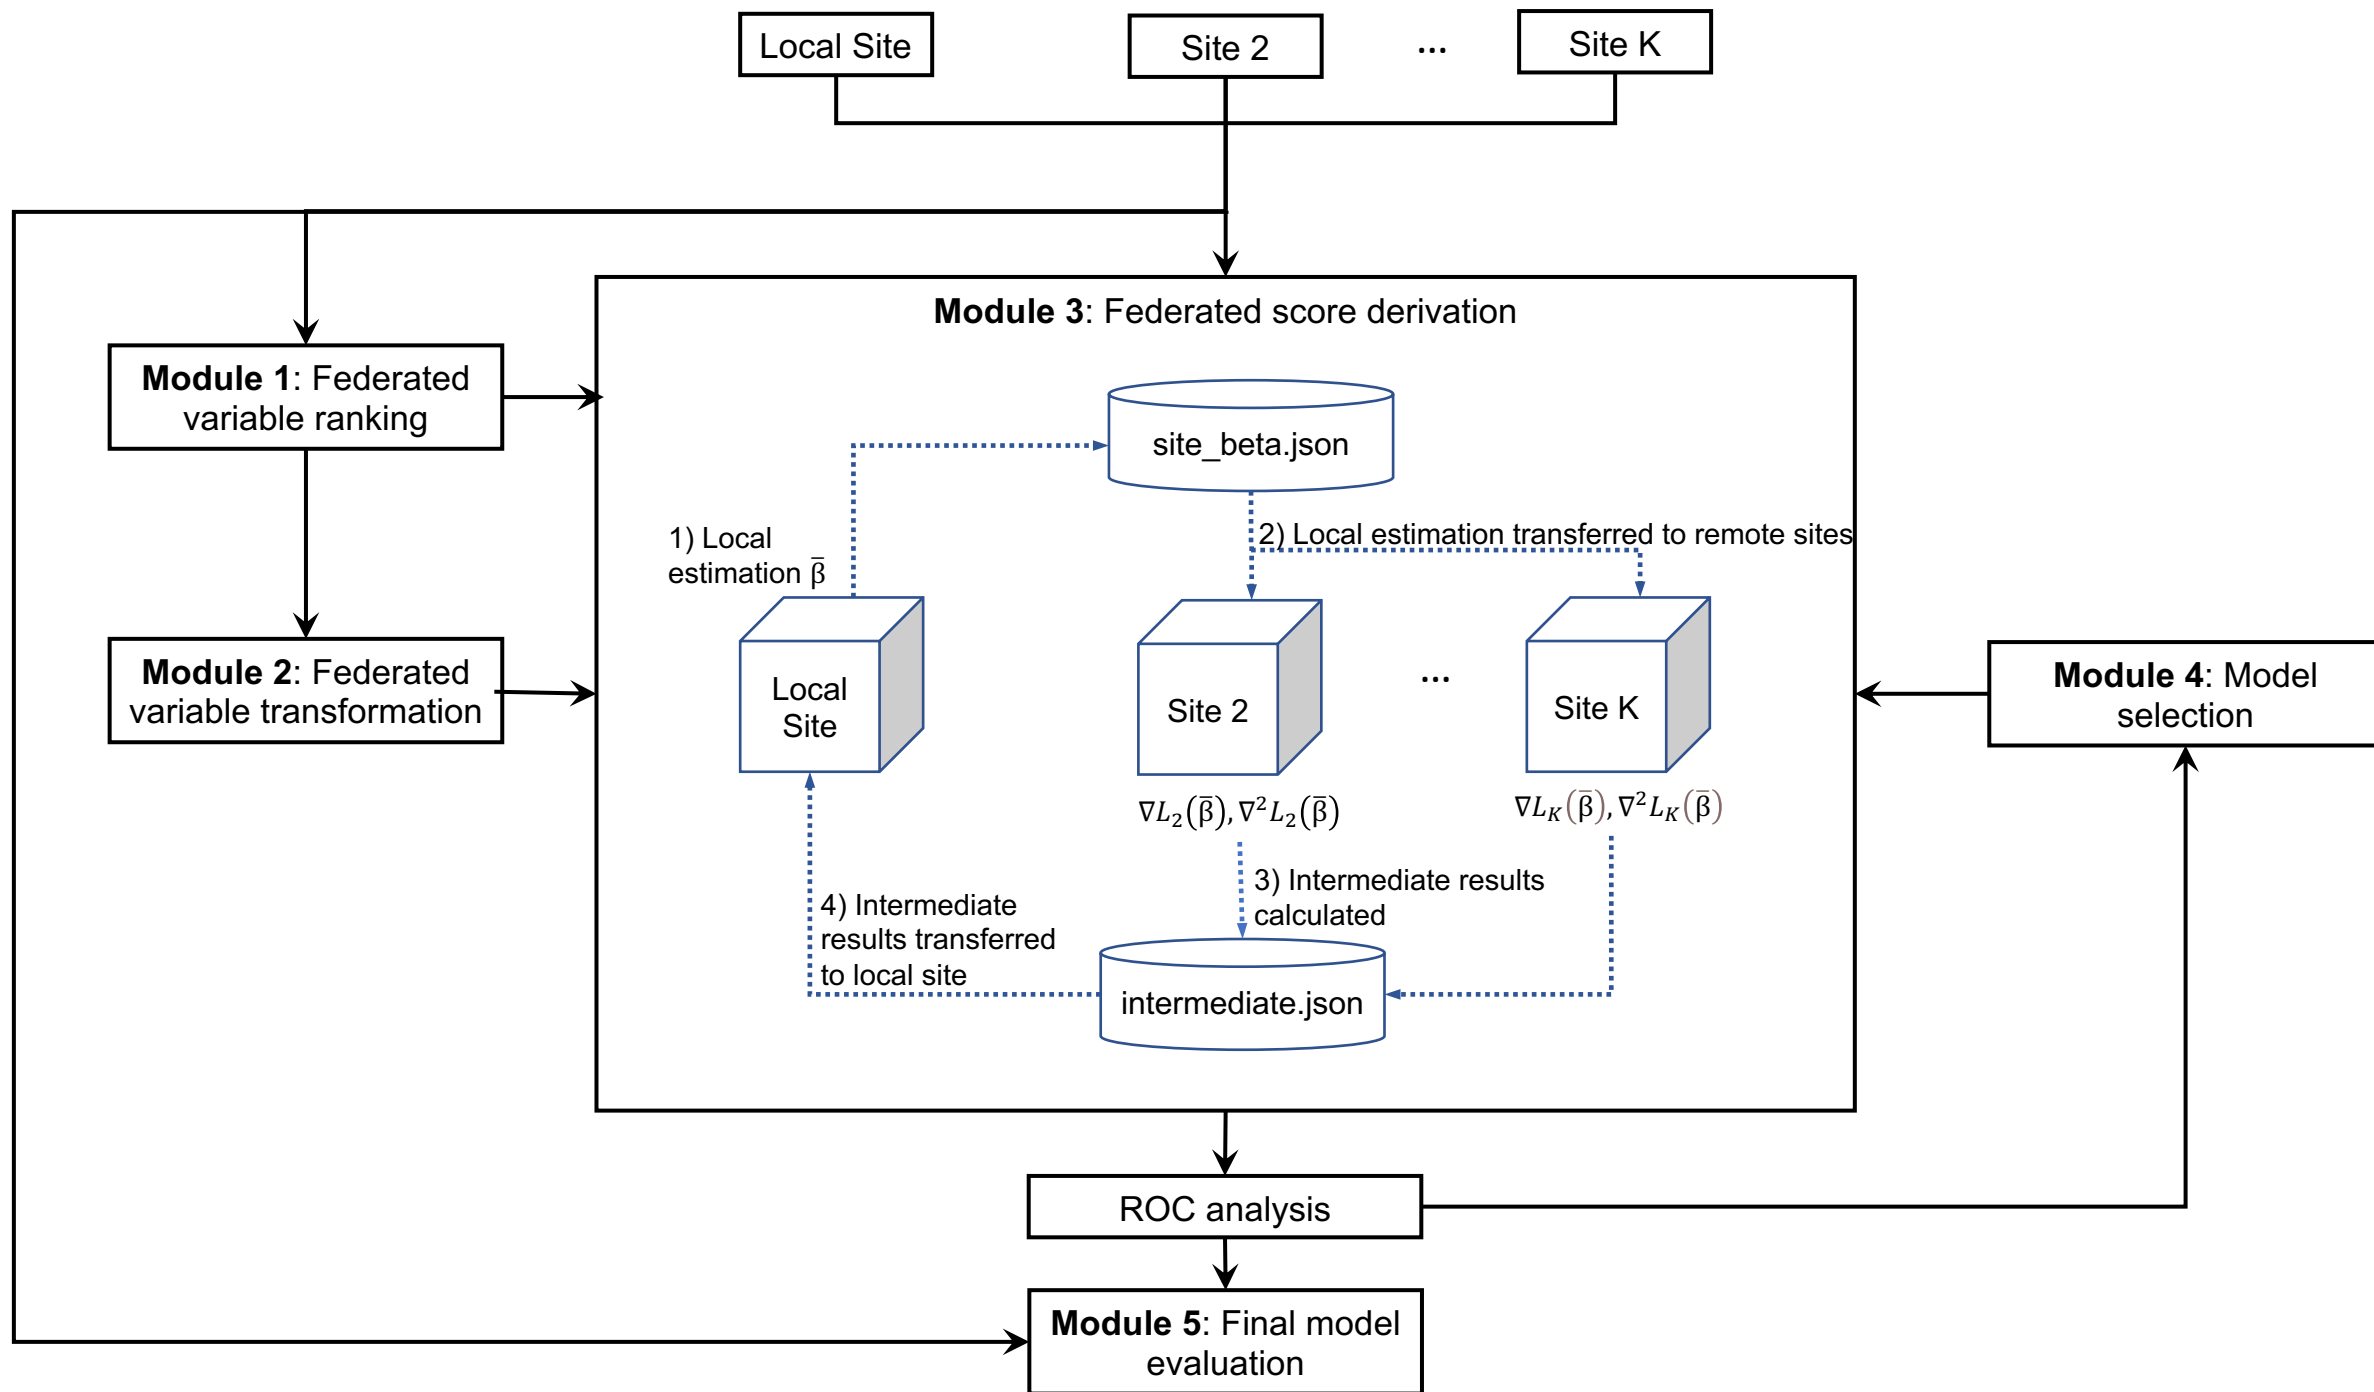 Local Site
Site 2
...
Site K
Module 3: Federated score derivation
Module 1: Federated
variable ranking
site_beta.json
1) Local
estimation β̅
2) Local estimation transferred to remote sites
Module 2: Federated
variable transformation
Local
Site
Site 2
...
Site K
Module 4: Model
selection
∇L₂(β̅), ∇²L₂(β̅)
∇L_K(β̅), ∇²L_K(β̅)
3) Intermediate results
calculated
4) Intermediate
results transferred
to local site
intermediate.json
ROC analysis
Module 5: Final model
evaluation